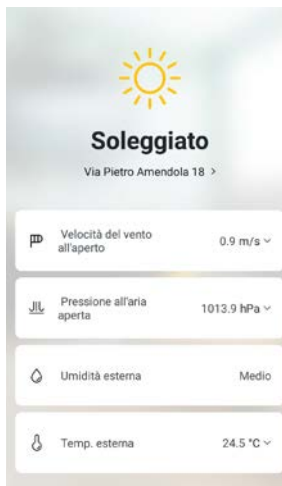 Soleggiato
Via Pietro Amendola 18 >
Velocità del vento
all'aperto
0.9 m/s
Pressione all'aria
aperta
1013.9 hPa
Umidità esterna
Medio
Temp. esterna
24.5 °C